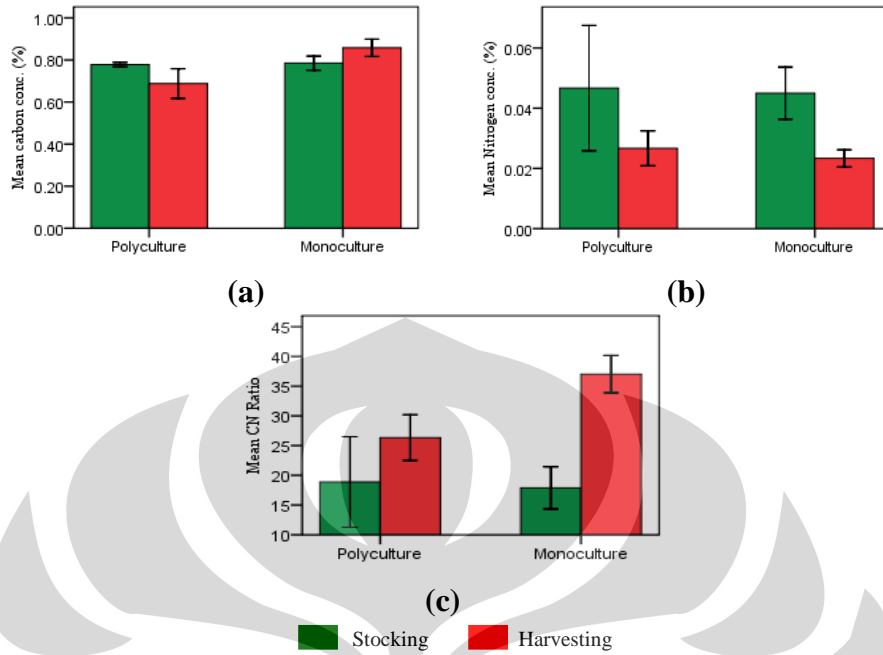 Mean carbon conc. (%)
1.00
0.80
0.60
0.40
0.20
0.00
Polyculture Monoculture
(a)
Mean Nitrogen conc. (%)
0.06
0.04
0.02
0.00
Polyculture Monoculture
(b)
Mean CN Ratio
45
40
35
30
25
20
15
10
Polyculture Monoculture
(c)
Stocking Harvesting